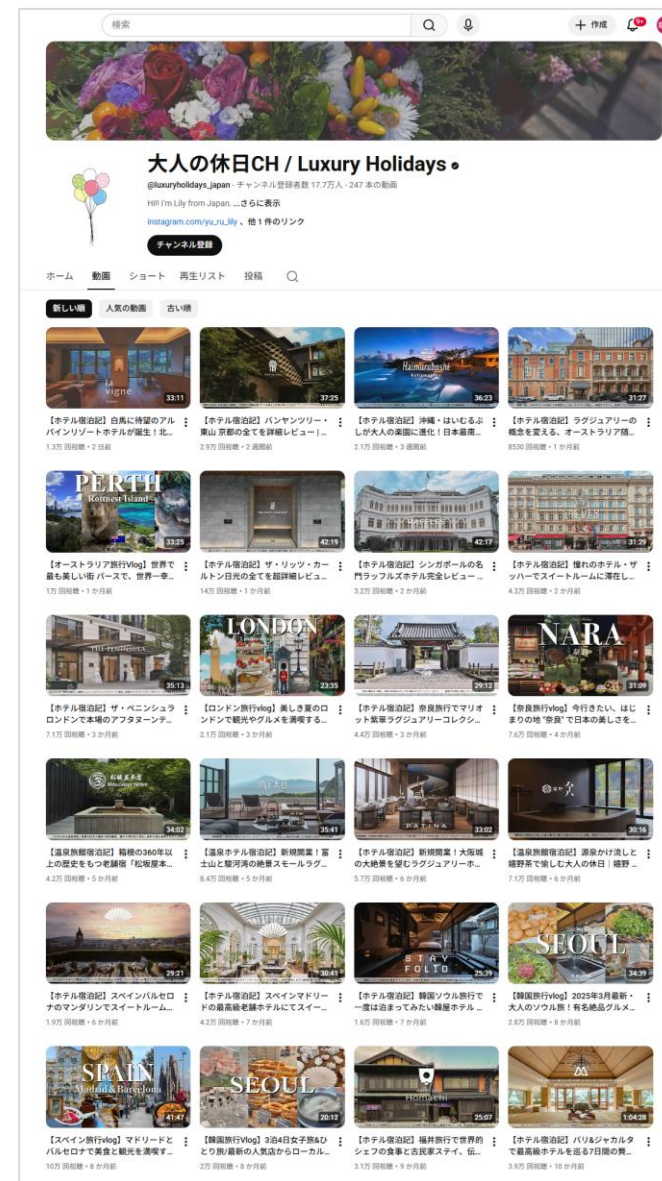 検索
作成
9+
大人の休日CH / Luxury Holidays
@luxuryholidays_japan・チャンネル登録者数 17.7万人・247 本の動画
Hi!! I'm Lily from Japan. ...さらに表示
instagram.com/yu_ru_lily 、他 1 件のリンク
チャンネル登録
ホーム 動画 ショート 再生リスト 投稿
新しい順 人気の動画 古い順
la vigne
33:11
37:25
Haimurubushi
36:23
31:27
【ホテル宿泊記】白馬に待望のアルパインリゾートホテルが誕生！北...
1.3万 回視聴・2 日前
【ホテル宿泊記】バンヤンツリー・東山 京都の全てを詳細レビュー | ...
2.9万 回視聴・2 週間前
【ホテル宿泊記】沖縄・はいむるぶしが大人の楽園に進化！日本最南...
2.1万 回視聴・3 週間前
【ホテル宿泊記】ラグジュアリーの概念を変える、オーストラリア随...
8530 回視聴・1 か月前
PERTH
Rottnest Island
33:25
42:19
42:17
31:29
【オーストラリア旅行Vlog】世界で最も美しい街 パースで、世界一幸...
1万 回視聴・1 か月前
【ホテル宿泊記】ザ・リッツ・カールトン日光の全てを超詳細レビュ...
14万 回視聴・1 か月前
【ホテル宿泊記】シンガポールの名門ラッフルズホテル完全レビュー ...
3.2万 回視聴・2 か月前
【ホテル宿泊記】憧れのホテル・ザッハーでスイートルームに滞在し...
4.3万 回視聴・2 か月前
THE PENINSULA
35:13
LONDON
23:35
29:12
NARA
奈良
31:09
【ホテル宿泊記】ザ・ペニンシュラロンドンで本場のアフタヌーンテ...
7.1万 回視聴・3 か月前
【ロンドン旅行vlog】美しき夏のロンドンで観光やグルメを満喫する...
2.1万 回視聴・3 か月前
【ホテル宿泊記】奈良旅行でマリオット紫翠ラグジュアリーコレクシ...
4.4万 回視聴・3 か月前
【奈良旅行vlog】今行きたい、はじまりの地 "奈良" で日本の美しさを...
7.6万 回視聴・4 か月前
松坂屋本店
34:02
35:41
PATINA
33:02
30:16
【温泉旅館宿泊記】箱根の360年以上の歴史をもつ老舗宿「松坂屋本...
4.2万 回視聴・5 か月前
【温泉ホテル宿泊記】新規開業！富士山と駿河湾の絶景スモールラグ...
8.4万 回視聴・5 か月前
【ホテル宿泊記】新規開業！大阪城の大絶景を望むラグジュアリーホ...
5.7万 回視聴・6 か月前
【温泉旅館宿泊記】源泉かけ流しと嬉野茶で愉しむ大人の休日｜嬉野 ...
7.1万 回視聴・6 か月前
29:21
30:41
STAY FOLIO
25:39
SEOUL
34:39
【ホテル宿泊記】スペインバルセロナのマンダリンでスイートルーム...
1.9万 回視聴・6 か月前
【ホテル宿泊記】スペインマドリードの最高級老舗ホテルにてスイー...
4.2万 回視聴・7 か月前
【ホテル宿泊記】韓国ソウル旅行で一度は泊まってみたい韓屋ホテル ...
1.6万 回視聴・7 か月前
【韓国旅行vlog】2025年3月最新・大人のソウル旅！有名絶品グルメ...
2.8万 回視聴・8 か月前
SPAIN
Madrid & Barcelona
41:47
SEOUL
20:12
Homachi
25:07
1:04:28
【スペイン旅行vlog】マドリードとバルセロナで美食と観光を満喫す...
10万 回視聴・8 か月前
【韓国旅行Vlog】3泊4日女子旅&ひとり旅/最新の人気店からローカル...
2万 回視聴・8 か月前
【ホテル宿泊記】福井旅行で世界的シェフの食事と古民家ステイ、伝...
3.1万 回視聴・9 か月前
【ホテル宿泊記】バリ&ジャカルタで最高級ホテルを巡る7日間の贅...
3.9万 回視聴・10 か月前